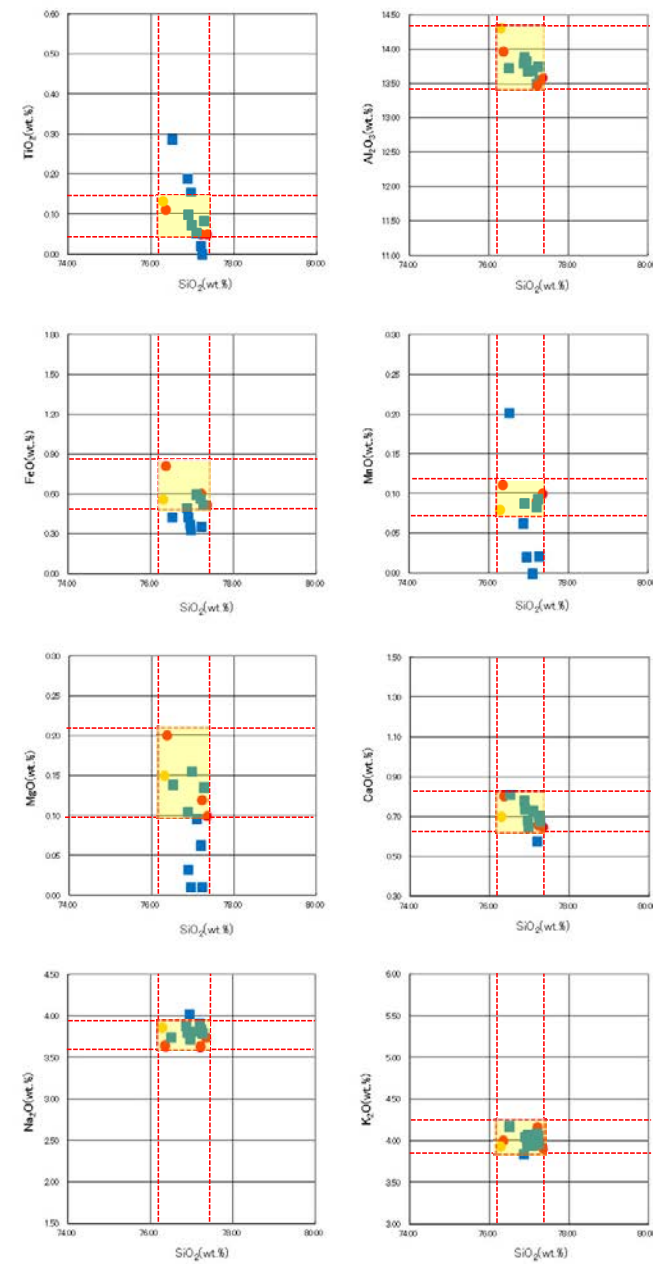 TiO₂(wt.%)
0.60
0.50
0.40
0.30
0.20
0.10
0.00
74.00 76.00 78.00 80.00
SiO₂(wt.%)
Al₂O₃(wt.%)
14.50
14.00
13.50
13.00
12.50
12.00
11.50
11.00
74.00 76.00 78.00 80.00
SiO₂(wt.%)
FeO(wt.%)
1.80
1.50
1.20
0.90
0.60
0.30
0.00
74.00 76.00 78.00 80.00
SiO₂(wt.%)
MnO(wt.%)
0.30
0.25
0.20
0.15
0.10
0.05
0.00
74.00 76.00 78.00 80.00
SiO₂(wt.%)
MgO(wt.%)
0.30
0.25
0.20
0.15
0.10
0.05
0.00
74.00 76.00 78.00 80.00
SiO₂(wt.%)
CaO(wt.%)
1.50
1.30
1.10
0.90
0.70
0.50
0.30
74.00 76.00 78.00 80.00
SiO₂(wt.%)
Na₂O(wt.%)
4.50
4.00
3.50
3.00
2.50
2.00
1.50
74.00 76.00 78.00 80.00
SiO₂(wt.%)
K₂O(wt.%)
6.00
5.50
5.00
4.50
4.00
3.50
3.00
74.00 76.00 78.00 80.00
SiO₂(wt.%)